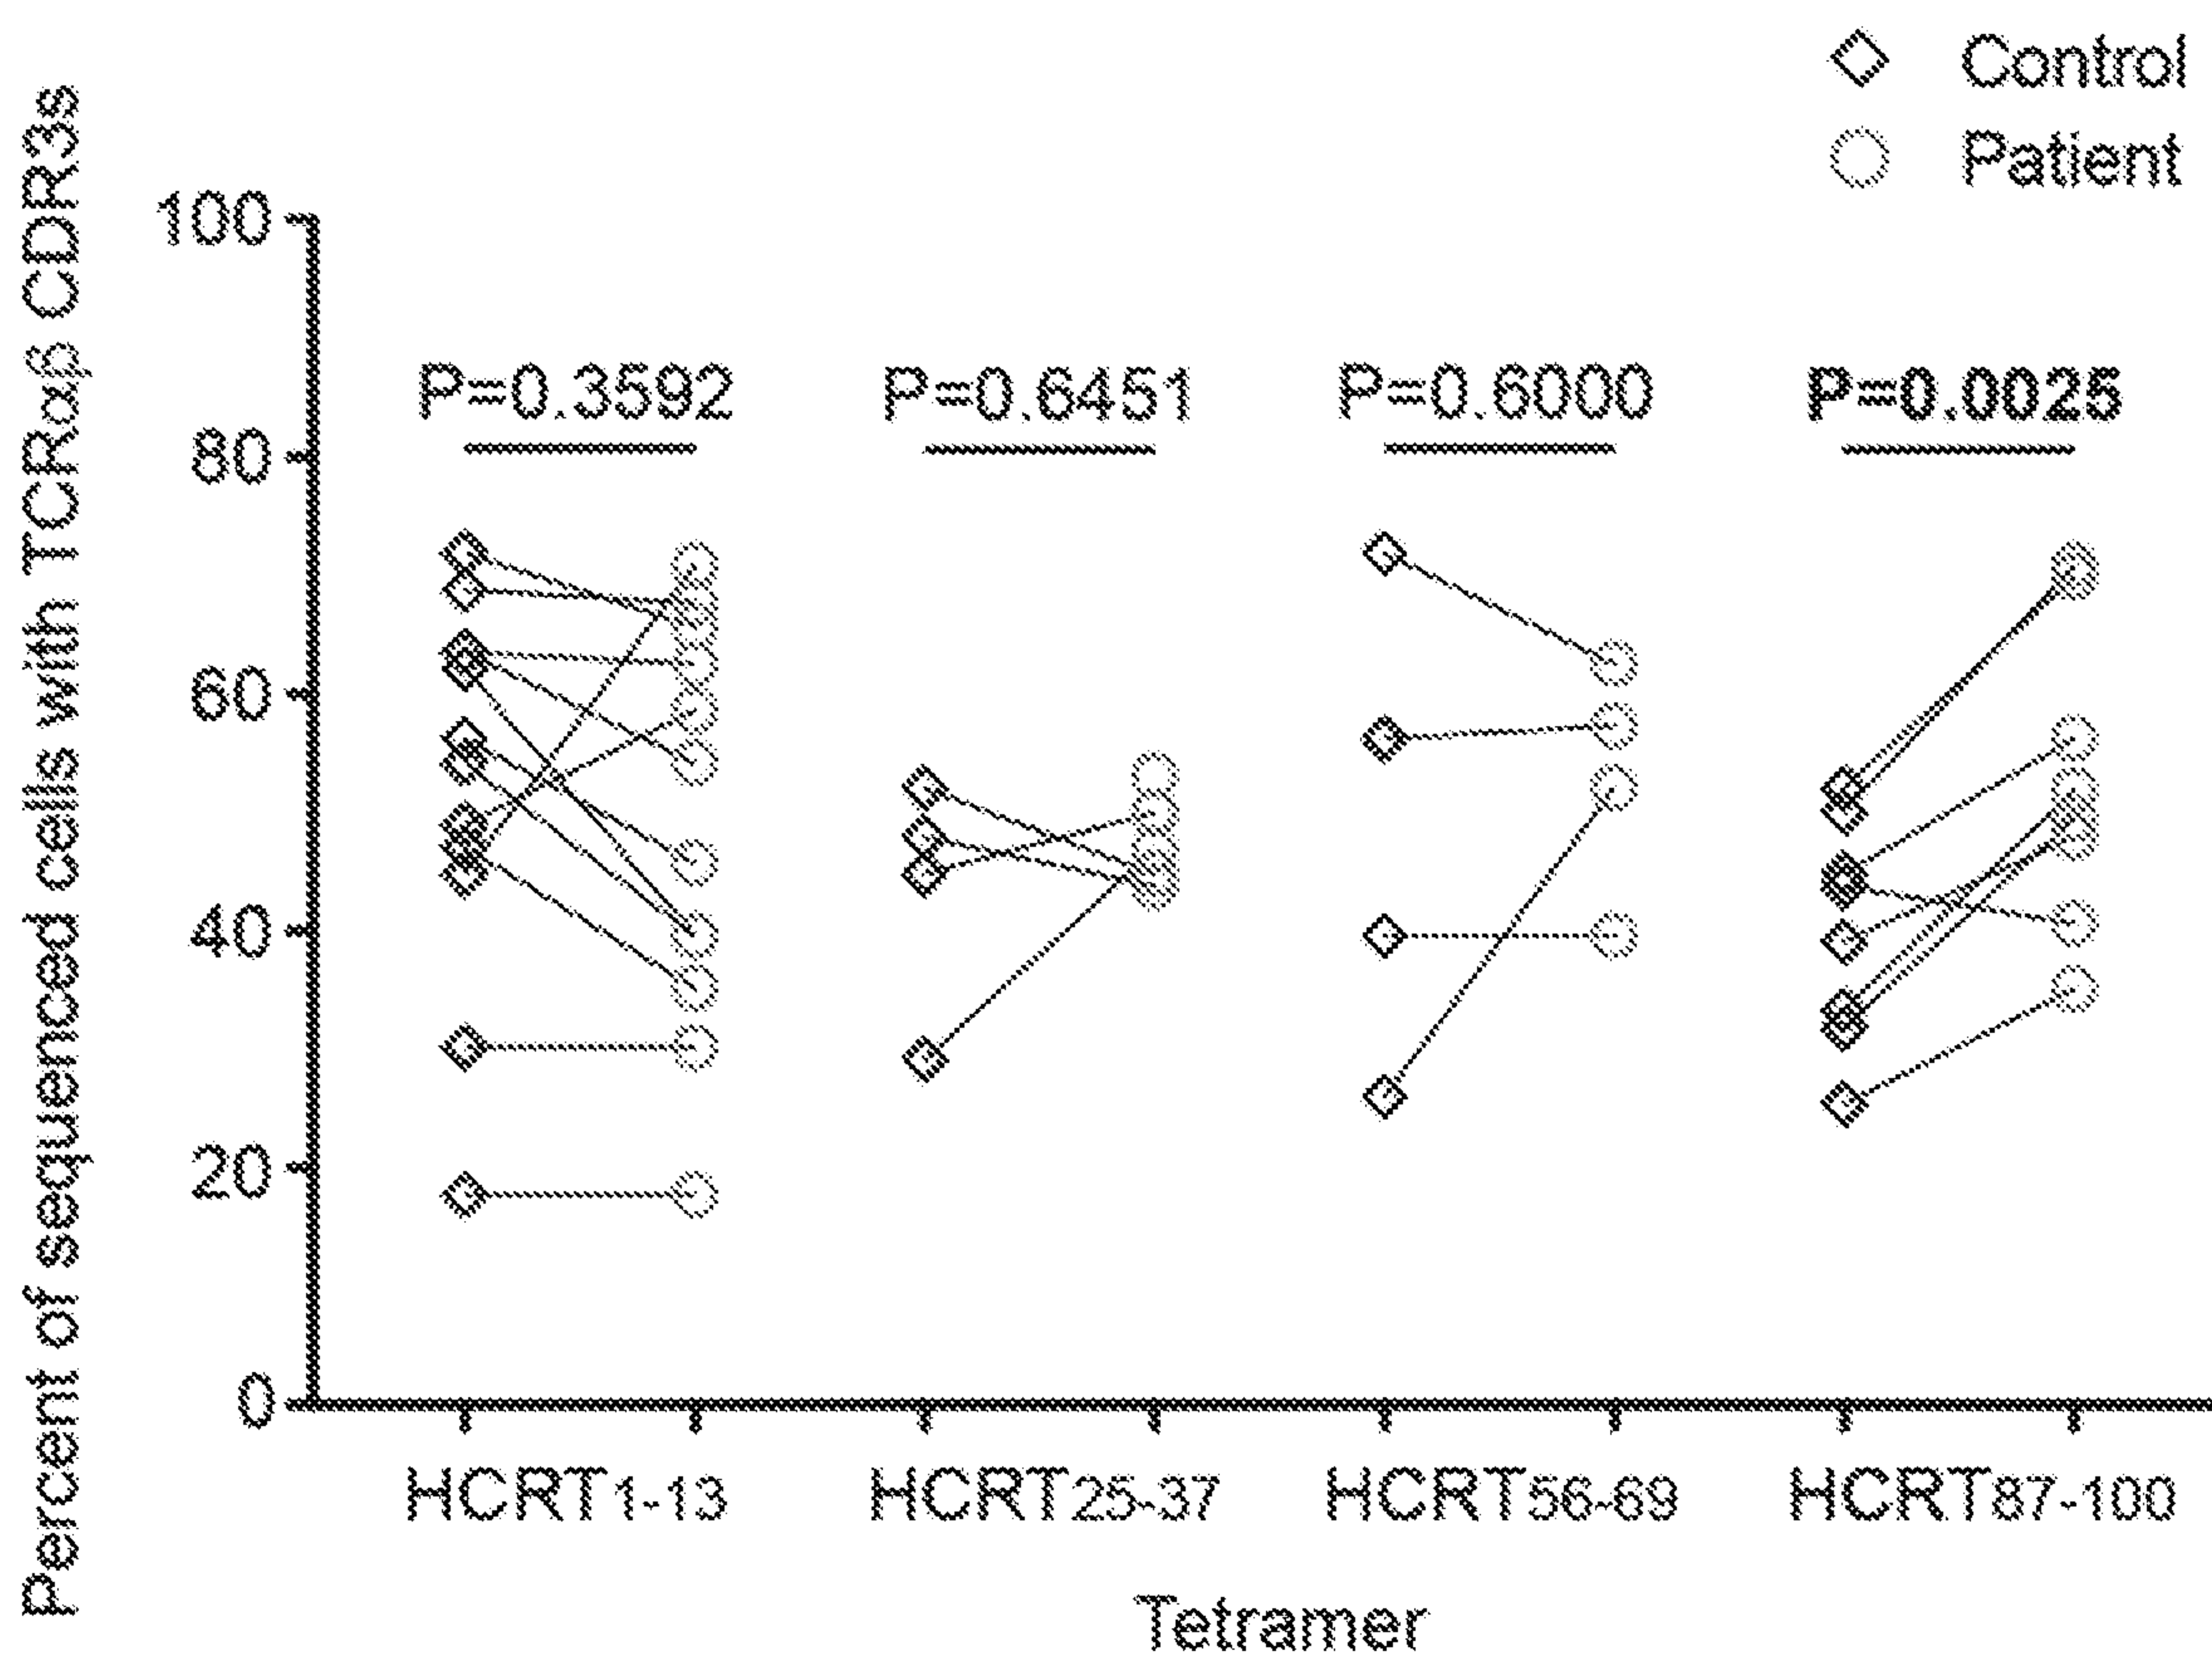 Control
Patient
Percent of sequenced cells with TCRαβ CDR3s
100
80
60
40
20
0
P=0.3592
P=0.6451
P=0.6000
P=0.0025
HCRT1-13
HCRT25-37
HCRT56-69
HCRT87-100
Tetramer